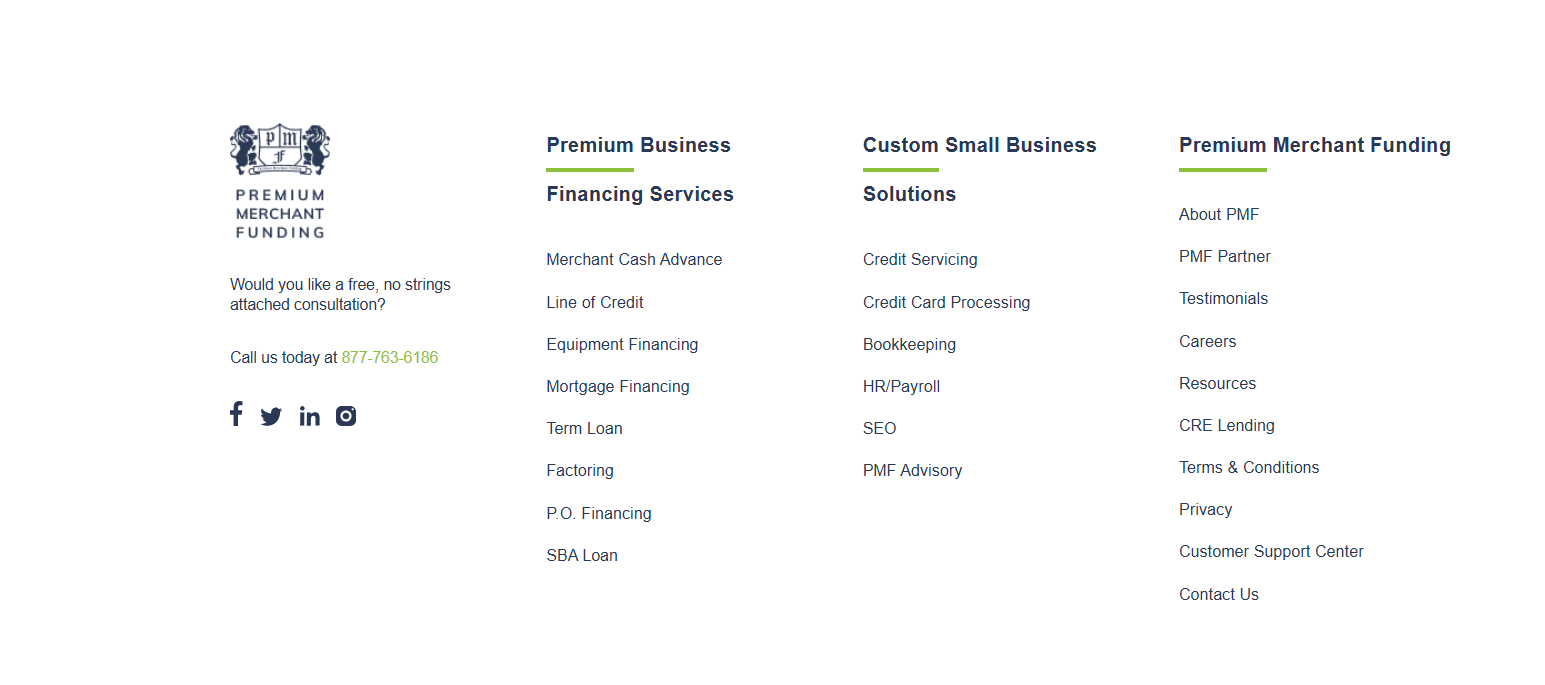 p m
F
PREMIUM
MERCHANT
FUNDING
Would you like a free, no strings
attached consultation?
Call us today at 877-763-6186
Premium Business
Financing Services
Merchant Cash Advance
Line of Credit
Equipment Financing
Mortgage Financing
Term Loan
Factoring
P.O. Financing
SBA Loan
Custom Small Business
Solutions
Credit Servicing
Credit Card Processing
Bookkeeping
HR/Payroll
SEO
PMF Advisory
Premium Merchant Funding
About PMF
PMF Partner
Testimonials
Careers
Resources
CRE Lending
Terms & Conditions
Privacy
Customer Support Center
Contact Us